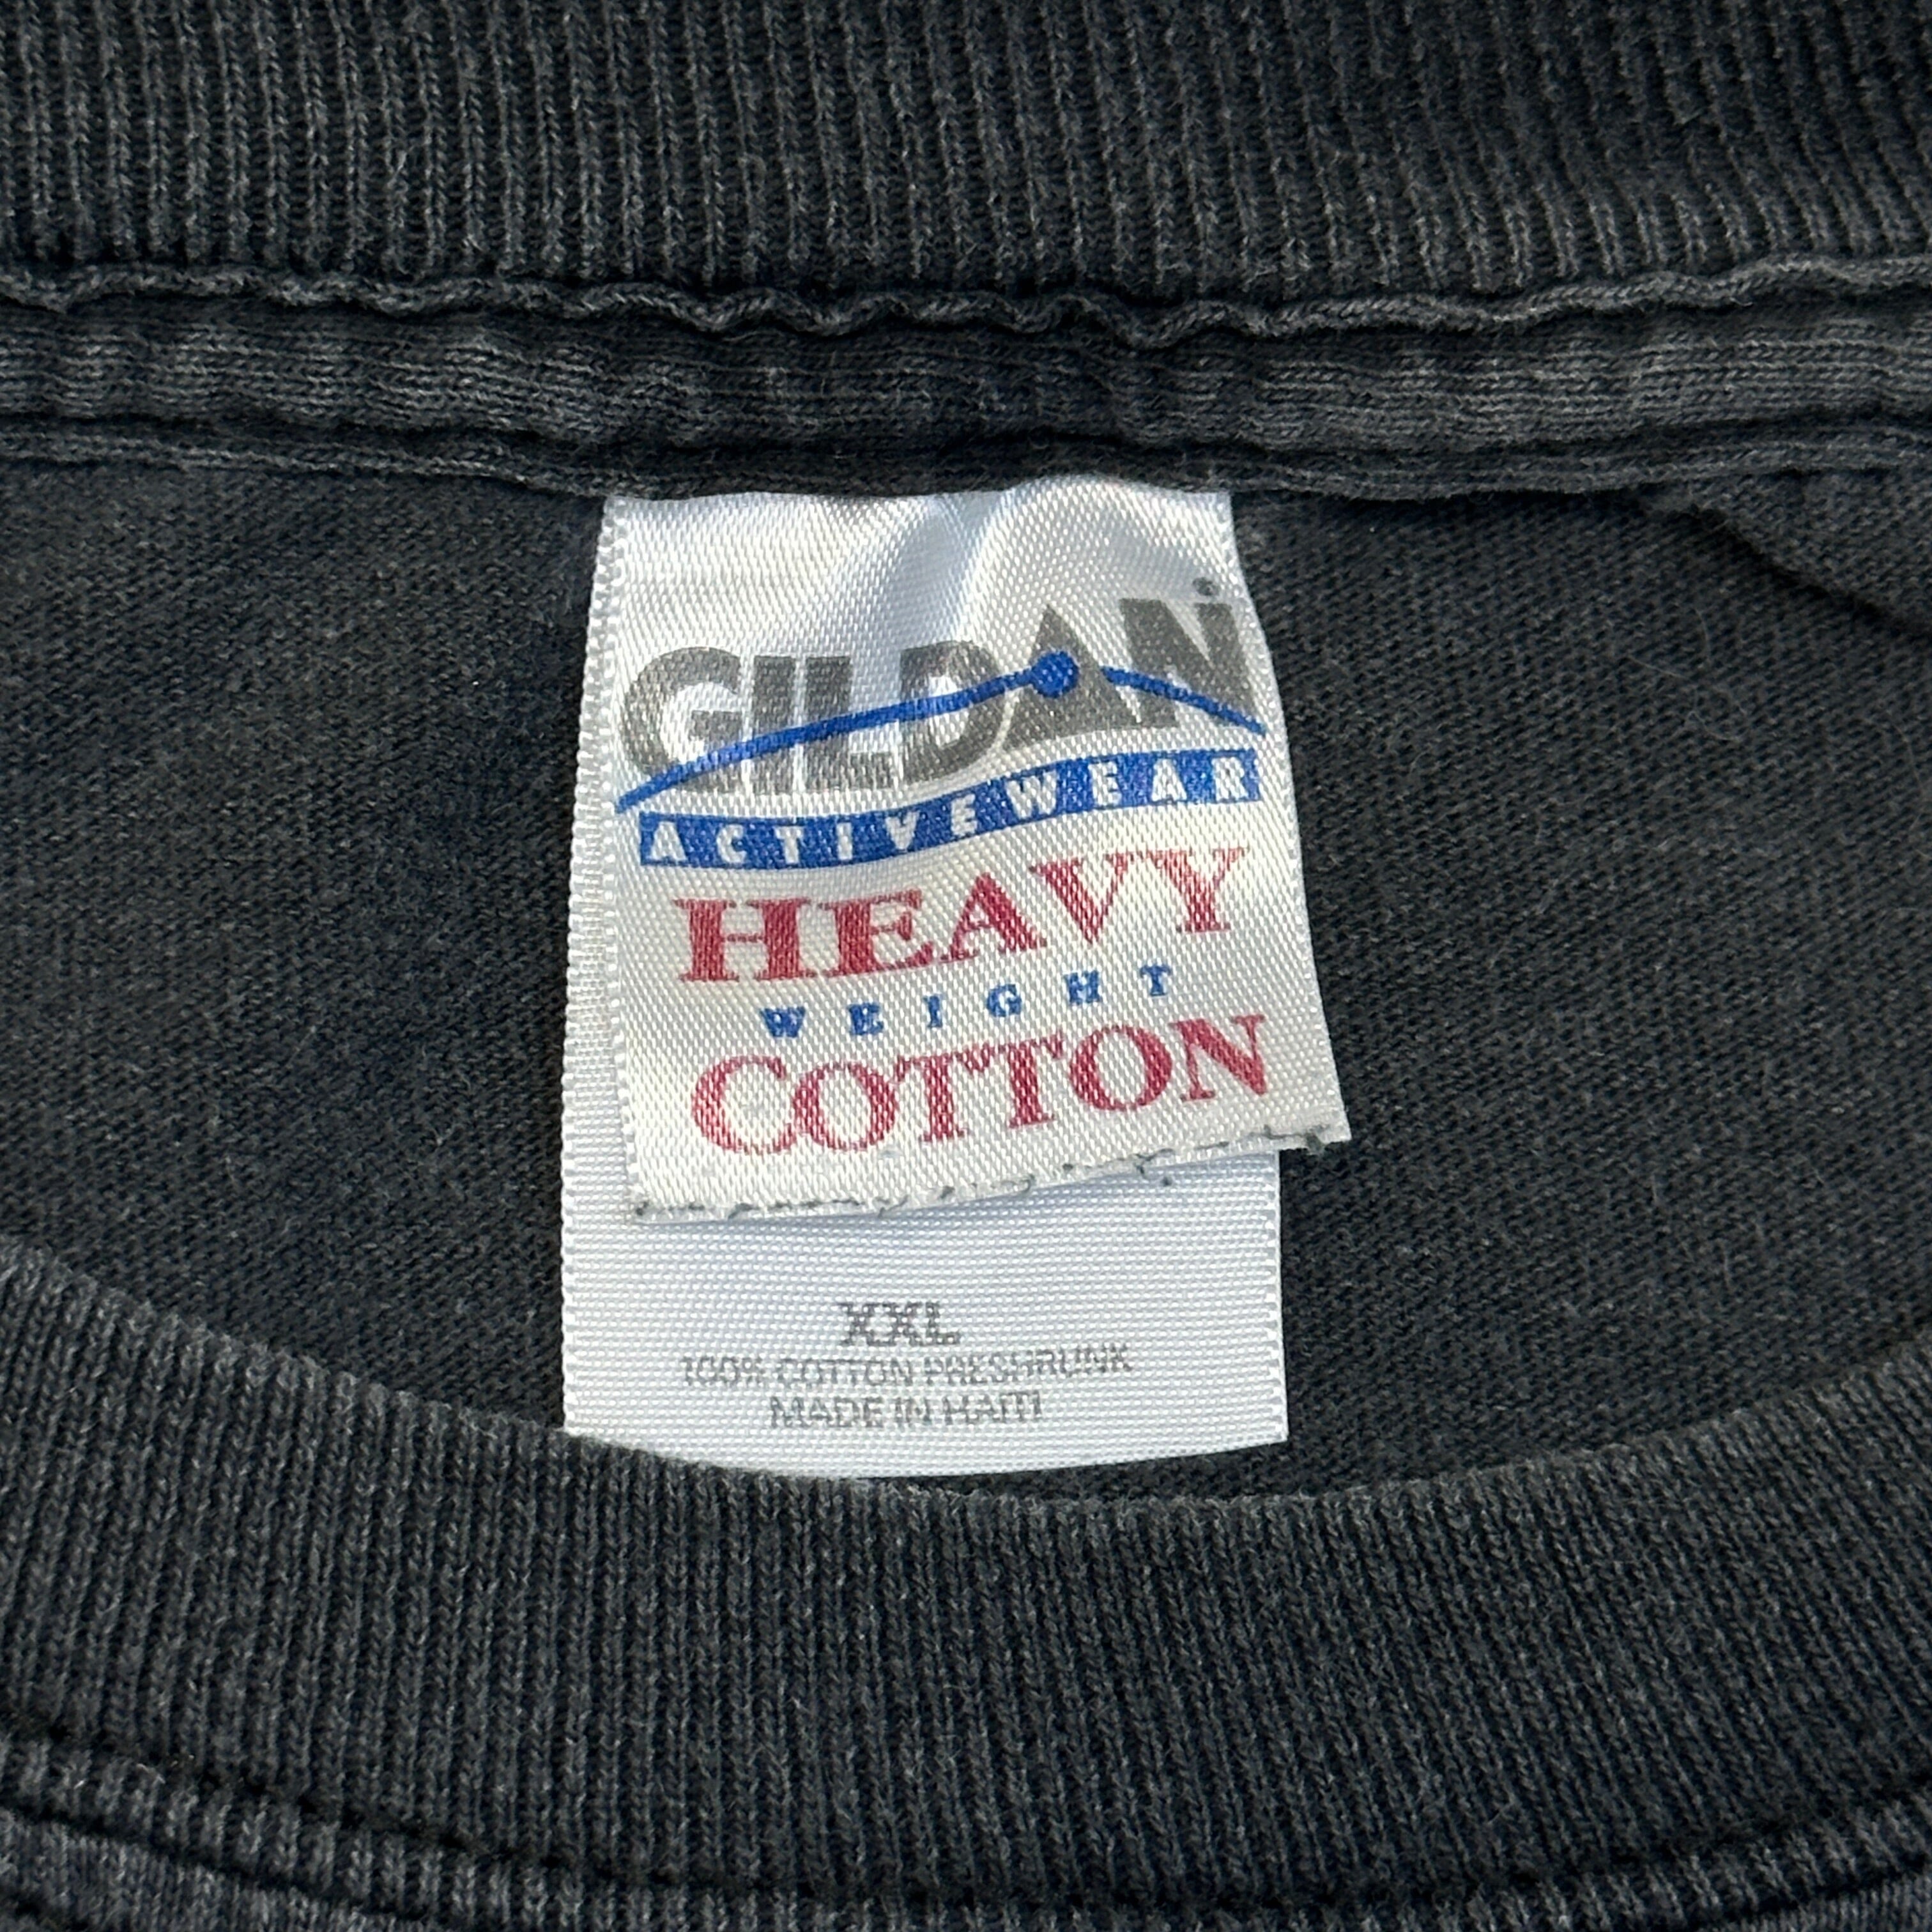 GILDAN
ACTIVEWEAR
HEAVY
WEIGHT
COTTON
XXL
100% COTTON PRESHRUNK
MADE IN HAITI